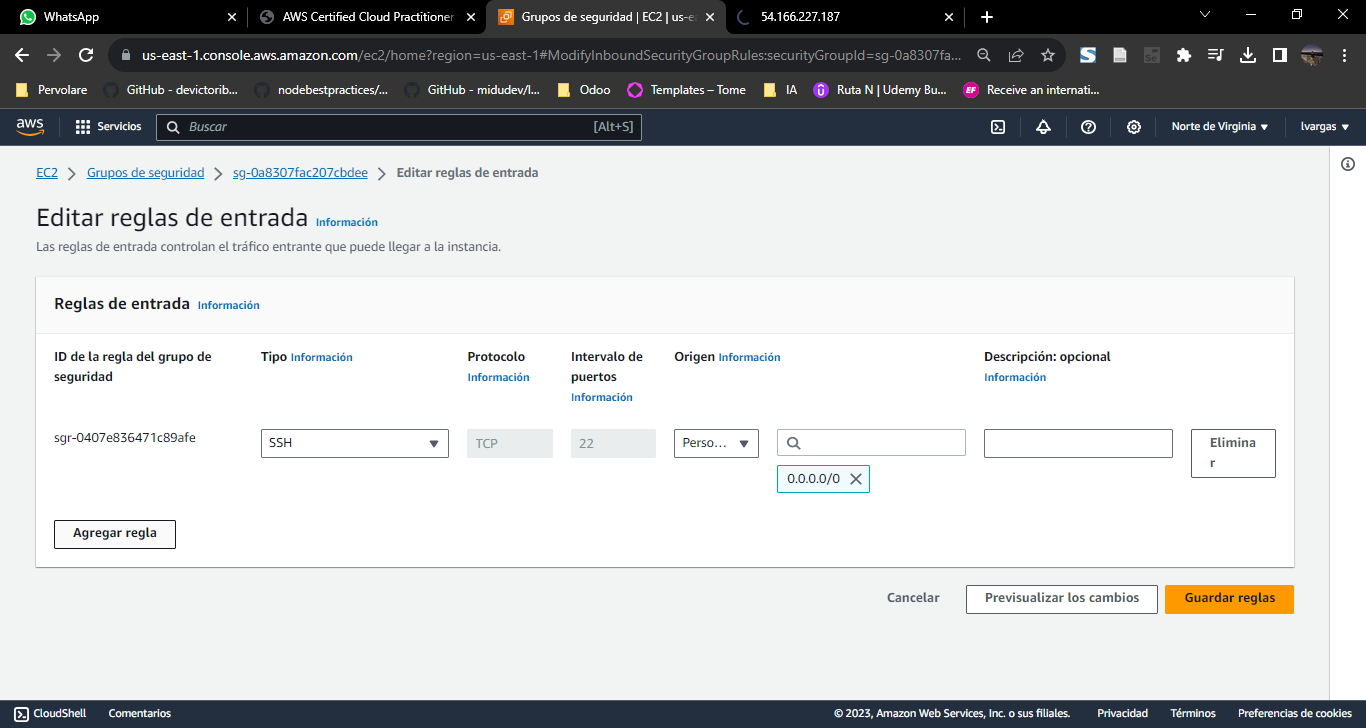 WhatsApp
AWS Certified Cloud Practitioner
Grupos de seguridad | EC2 | us-ea
54.166.227.187
us-east-1.console.aws.amazon.com/ec2/home?region=us-east-1#ModifyInboundSecurityGroupRules:securityGroupId=sg-0a8307fa...
Pervolare
GitHub - devictorib...
nodebestpractices/...
GitHub - midudev/l...
Odoo
Templates – Tome
IA
Ruta N | Udemy Bu...
EF
Receive an internati...
aws
Servicios
Buscar
[Alt+S]
Norte de Virginia
lvargas
EC2
Grupos de seguridad
sg-0a8307fac207cbdee
Editar reglas de entrada
Editar reglas de entrada Información
Las reglas de entrada controlan el tráfico entrante que puede llegar a la instancia.
Reglas de entrada Información
ID de la regla del grupo de
seguridad
Tipo Información
Protocolo
Información
Intervalo de
puertos
Información
Origen Información
Descripción: opcional
Información
sgr-0407e836471c89afe
SSH
TCP
22
Perso...
0.0.0.0/0
Elimina
r
Agregar regla
Cancelar
Previsualizar los cambios
Guardar reglas
CloudShell
Comentarios
© 2023, Amazon Web Services, Inc. o sus filiales.
Privacidad
Términos
Preferencias de cookies